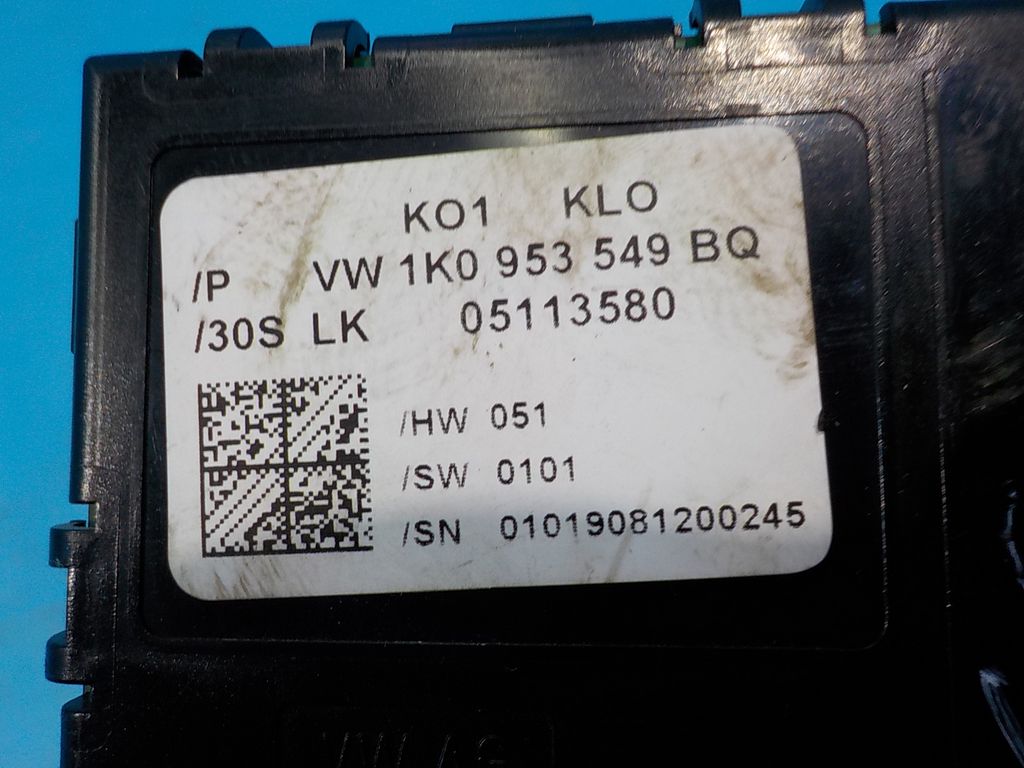 KO1 KLO
/P VW 1K0 953 549 BQ
/30S LK 05113580
/HW 051
/SW 0101
/SN 01019081200245